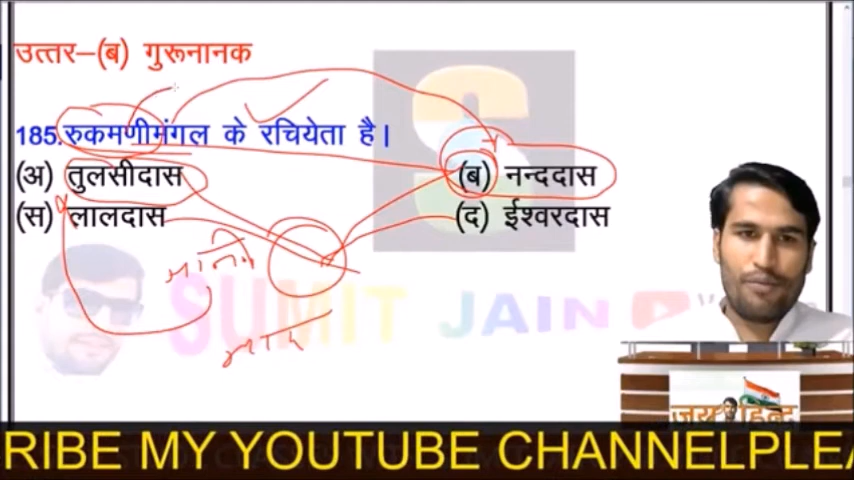 उत्तर–(ब) गुरूनानक
185.रुकमणीमंगल के रचियेता है।
(अ) तुलसीदास (ब) नन्ददास
(स) लालदास (द) ईश्वरदास
SUMIT JAIN
जय हिन्द
RIBE MY YOUTUBE CHANNELPLEA